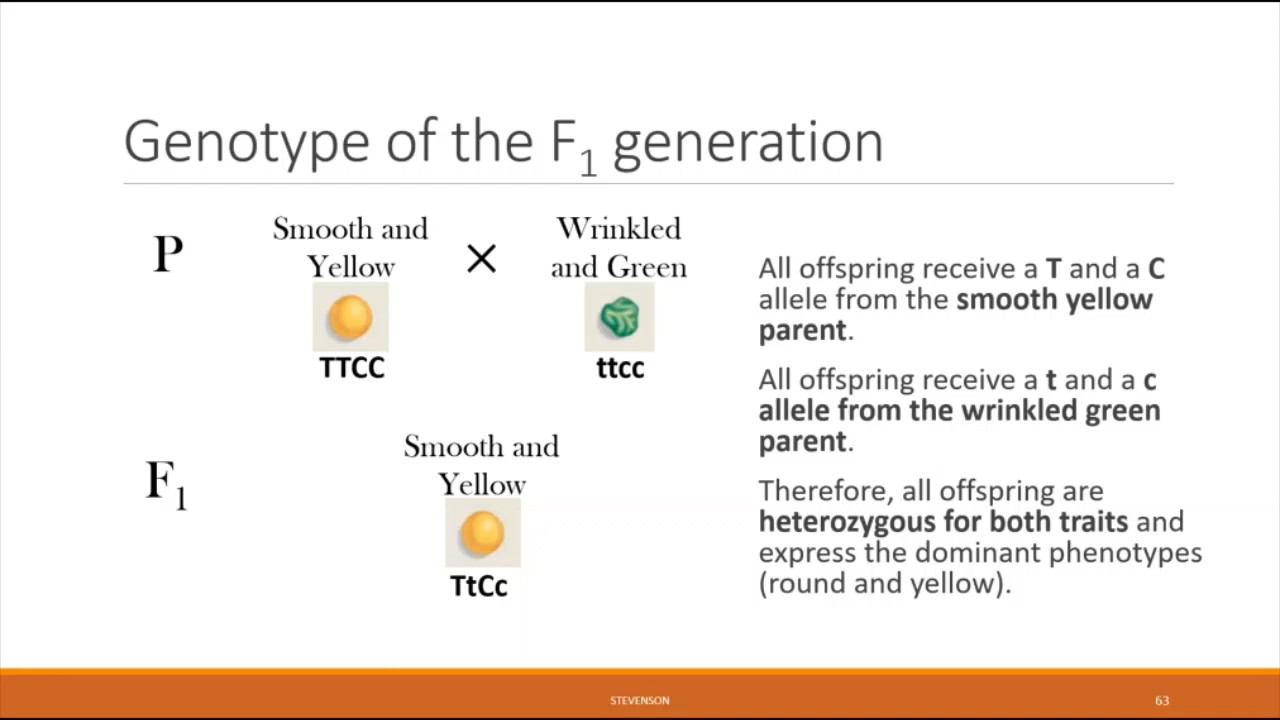 Genotype of the F₁ generation
P
Smooth and
Yellow
TTCC
×
Wrinkled
and Green
ttcc
F₁
Smooth and
Yellow
TtCc
All offspring receive a T and a C
allele from the smooth yellow
parent.
All offspring receive a t and a c
allele from the wrinkled green
parent.
Therefore, all offspring are
heterozygous for both traits and
express the dominant phenotypes
(round and yellow).
STEVENSON
63